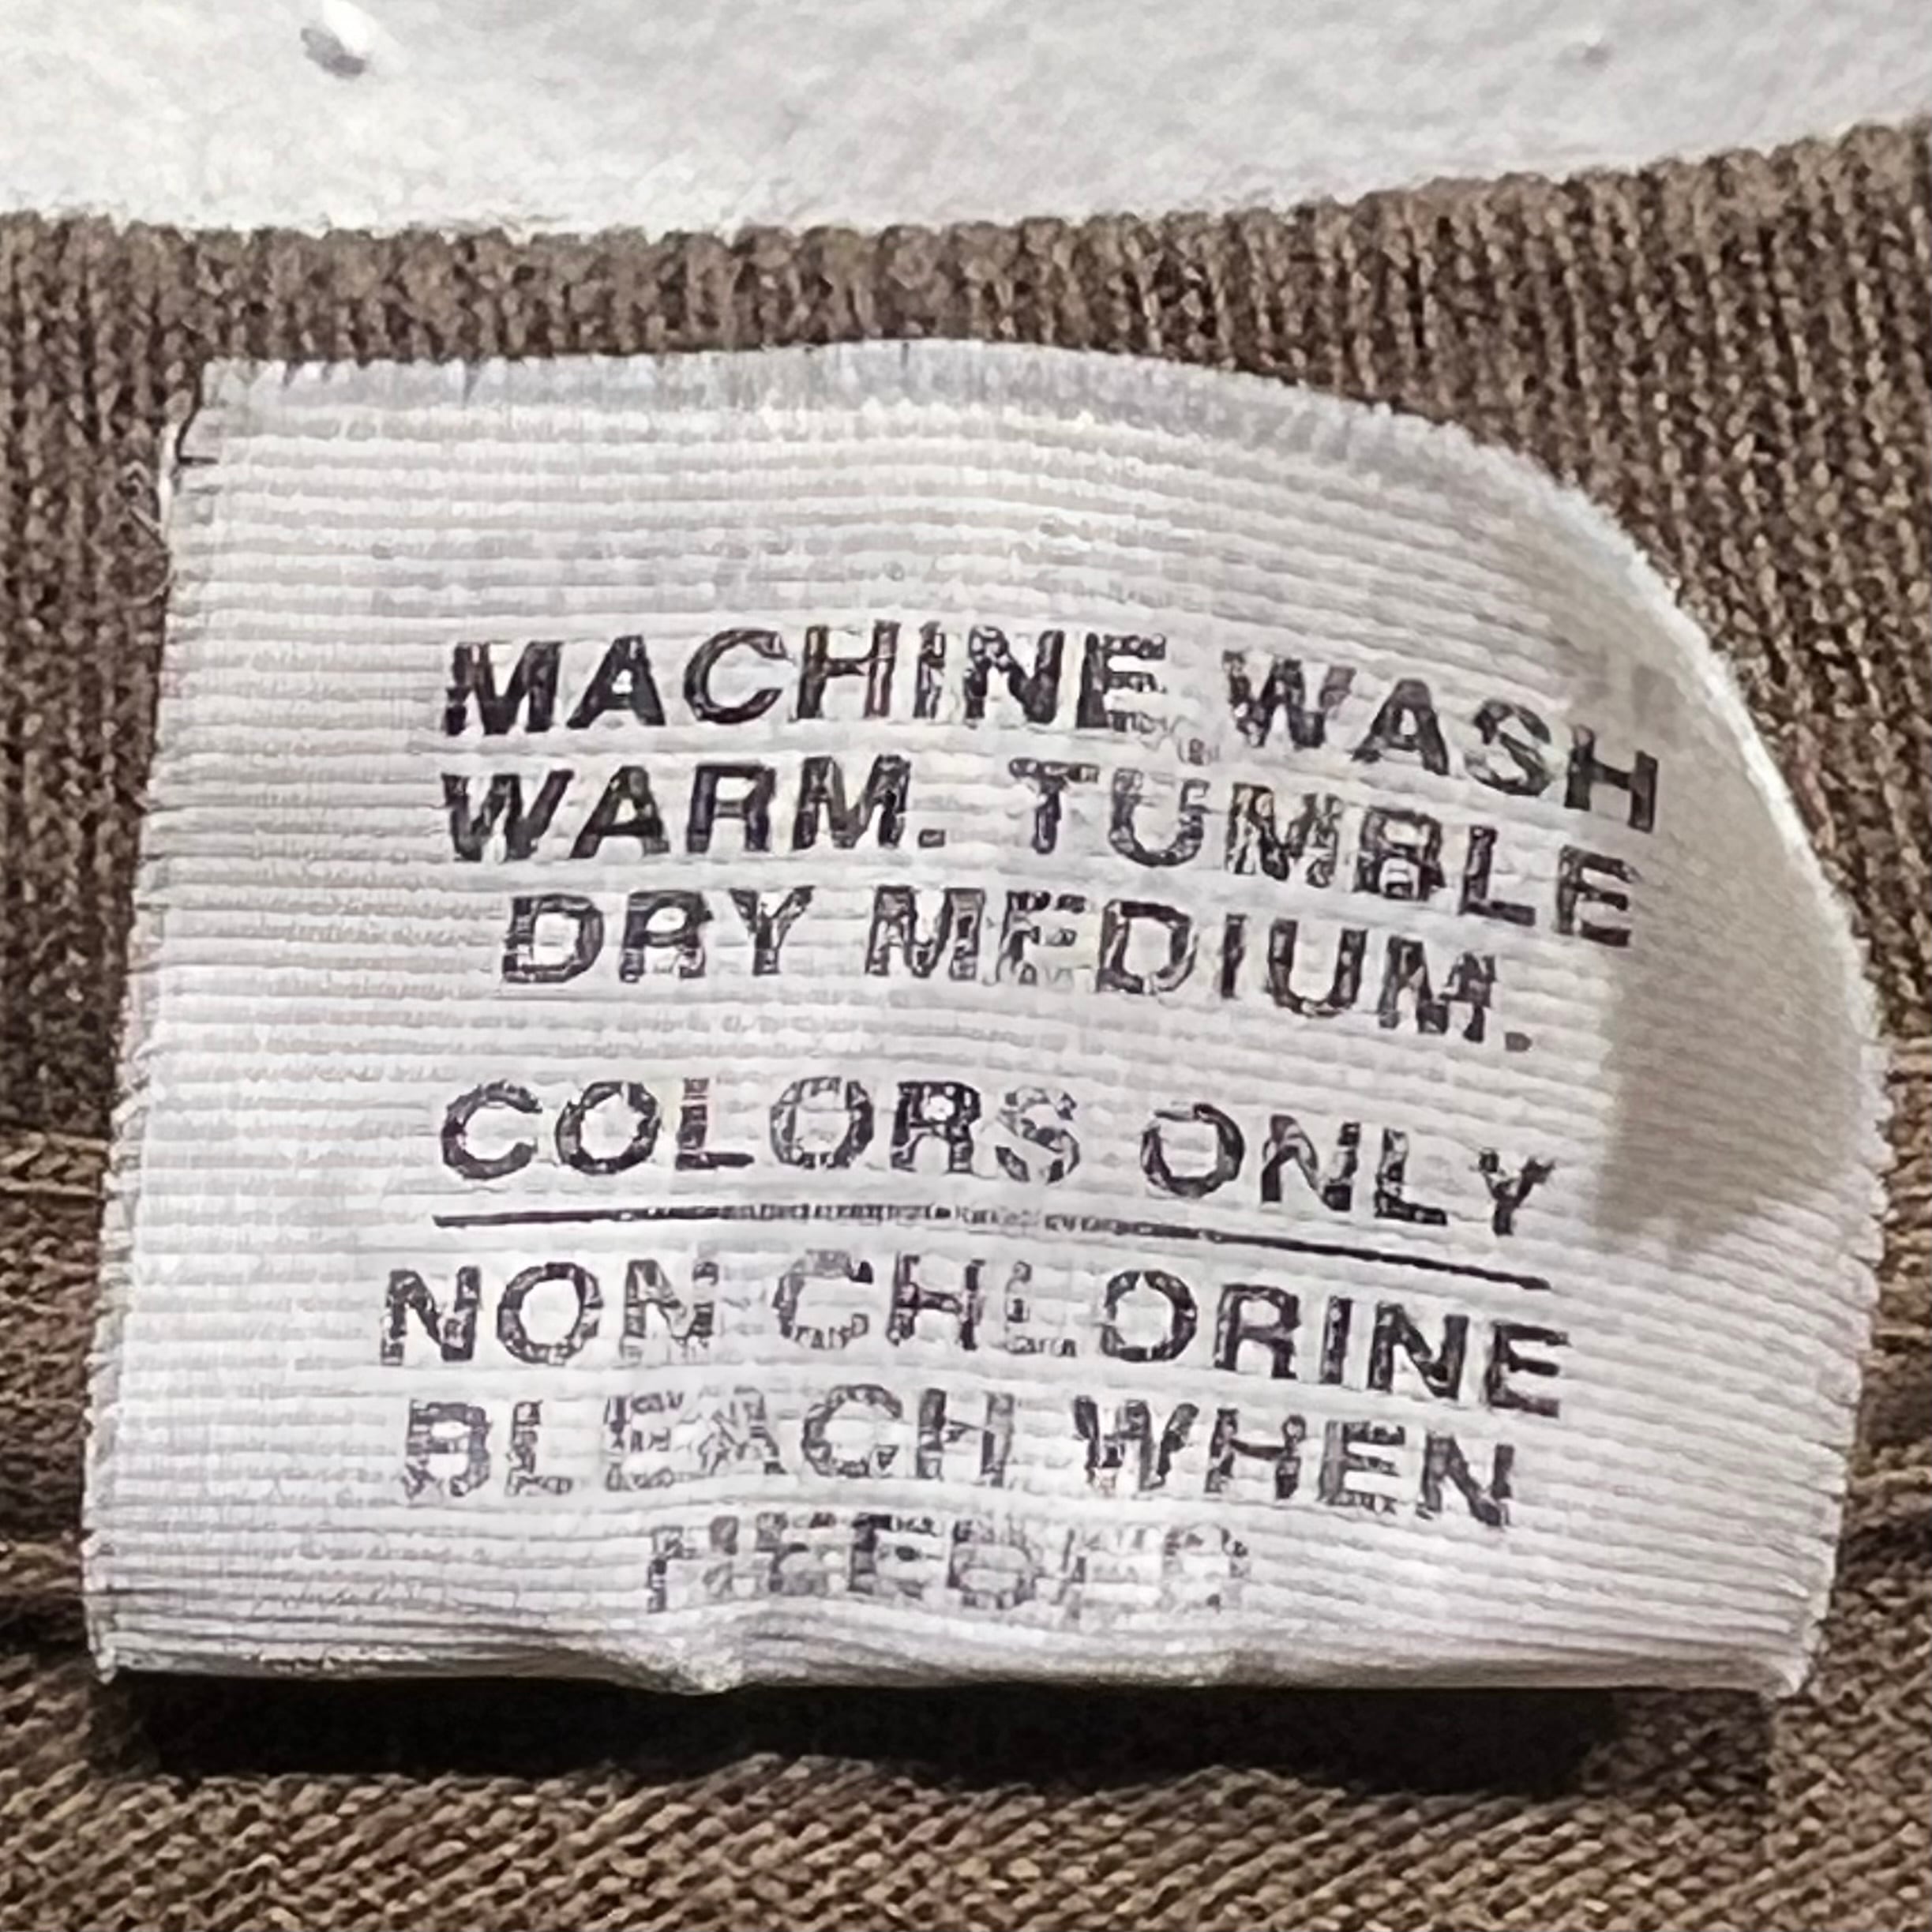 MACHINE WASH
WARM. TUMBLE
DRY MEDIUM.
COLORS ONLY
NON CHLORINE
BLEACH WHEN
NEEDED